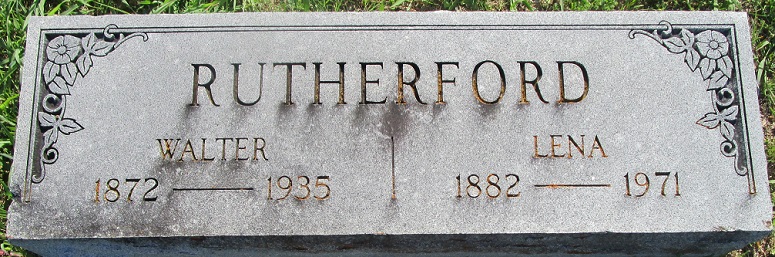 RUTHERFORD
WALTER
1872 — 1935
LENA
1882 — 1971